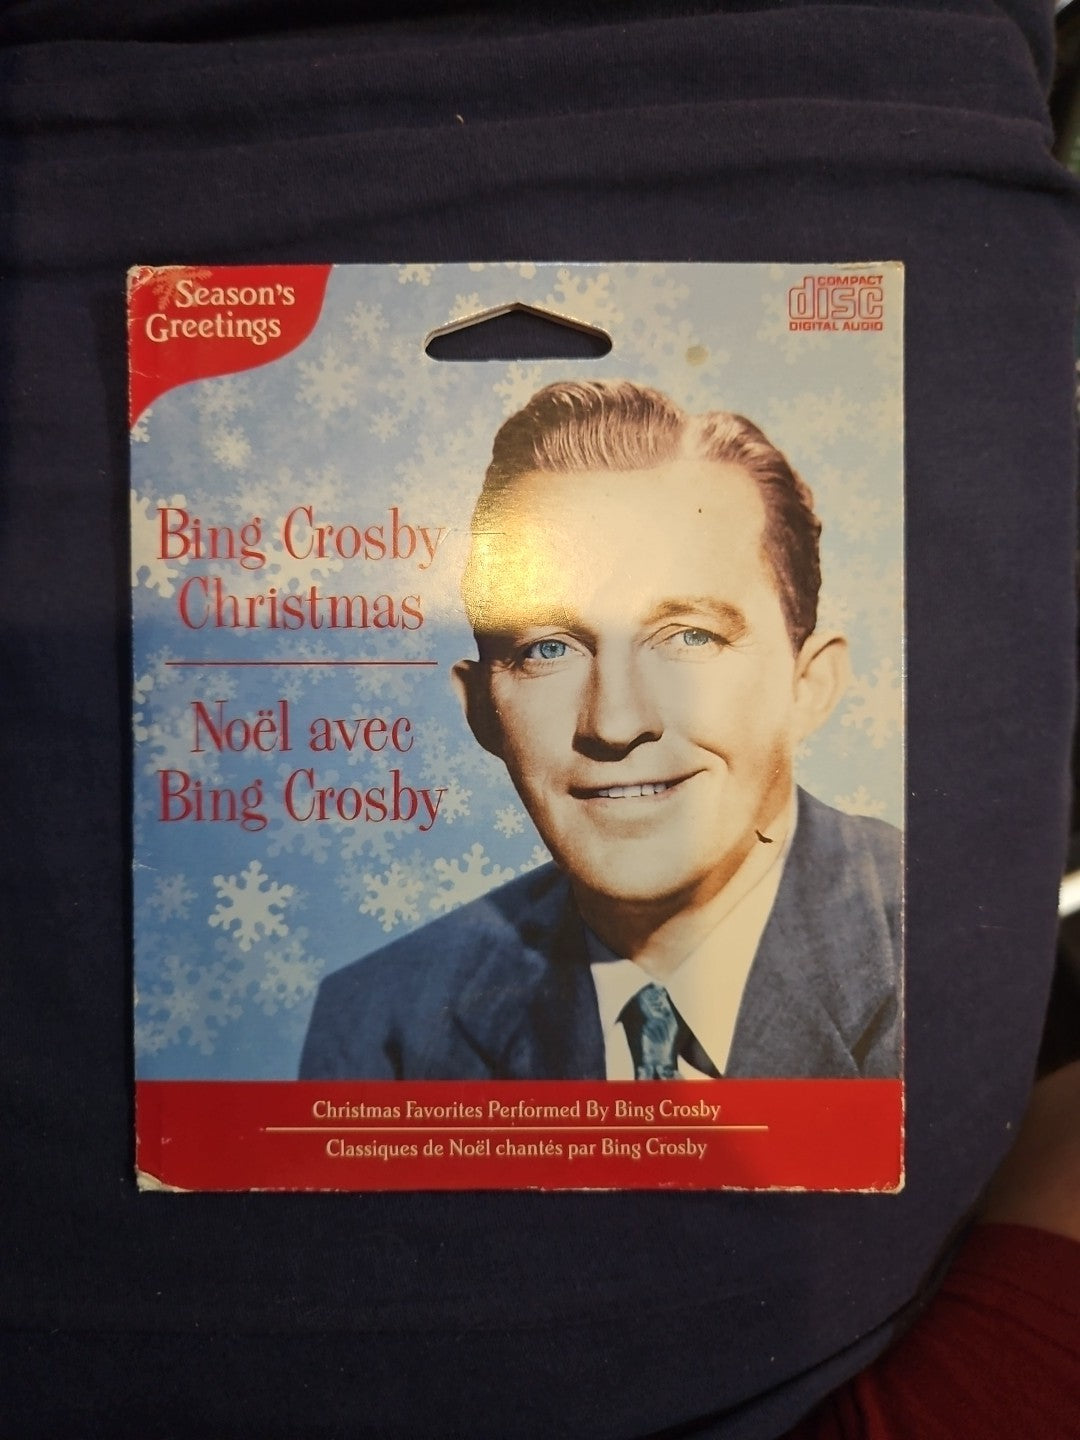 Season's
Greetings
COMPACT
disc
DIGITAL AUDIO
Bing Crosby
Christmas
Noël avec
Bing Crosby
Christmas Favorites Performed By Bing Crosby
Classiques de Noël chantés par Bing Crosby